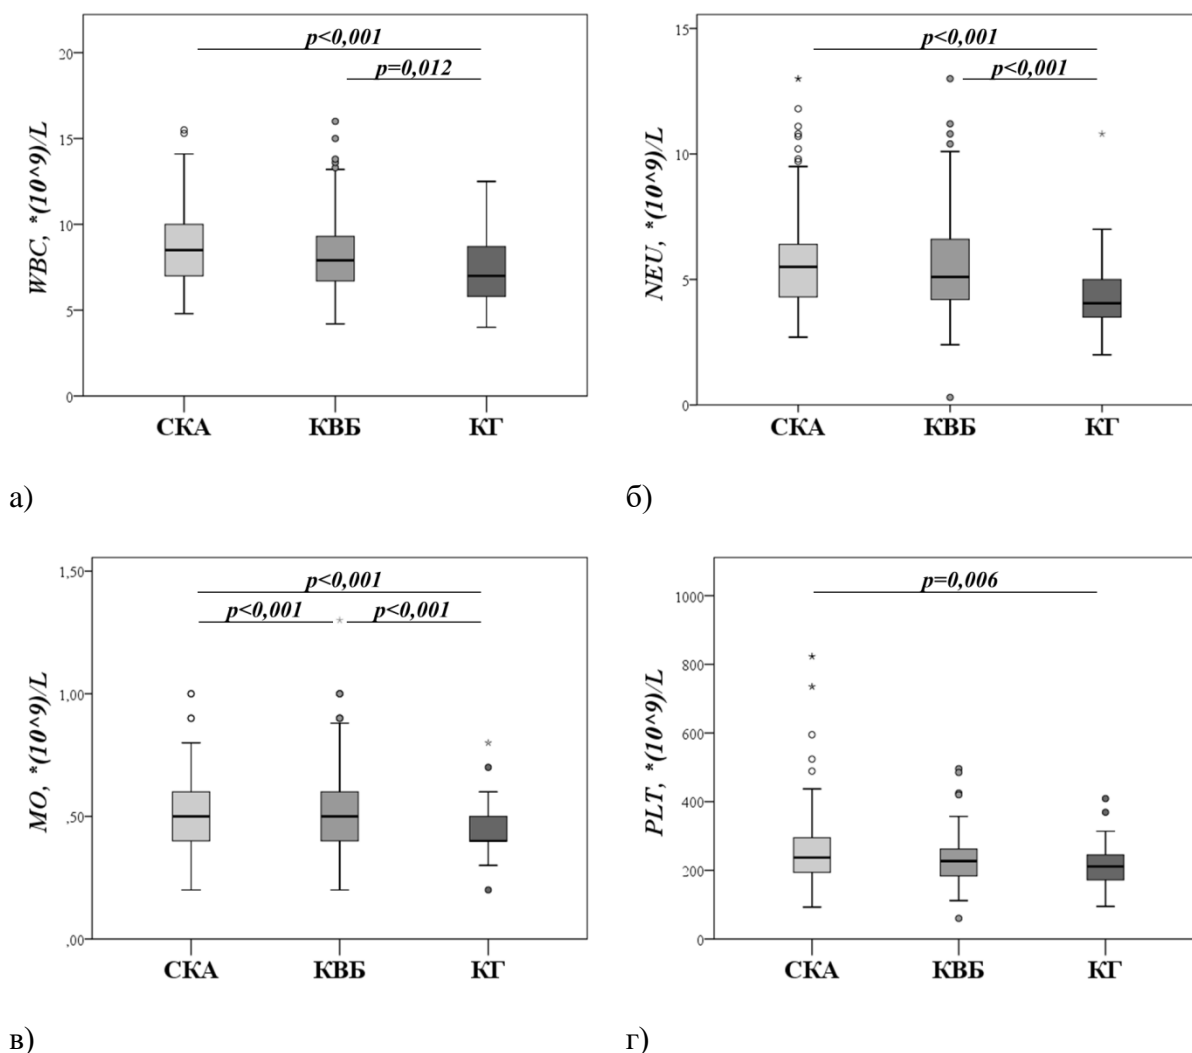 p<0,001
p=0,012
20
15
10
5
0
WBC, *(10^9)/L
СКА КВБ КГ
а)
p<0,001
p<0,001
15
10
5
0
NEU, *(10^9)/L
СКА КВБ КГ
б)
p<0,001
p<0,001 p<0,001
1,50
1,00
,50
,00
MO, *(10^9)/L
СКА КВБ КГ
в)
p=0,006
1000
800
600
400
200
0
PLT, *(10^9)/L
СКА КВБ КГ
г)